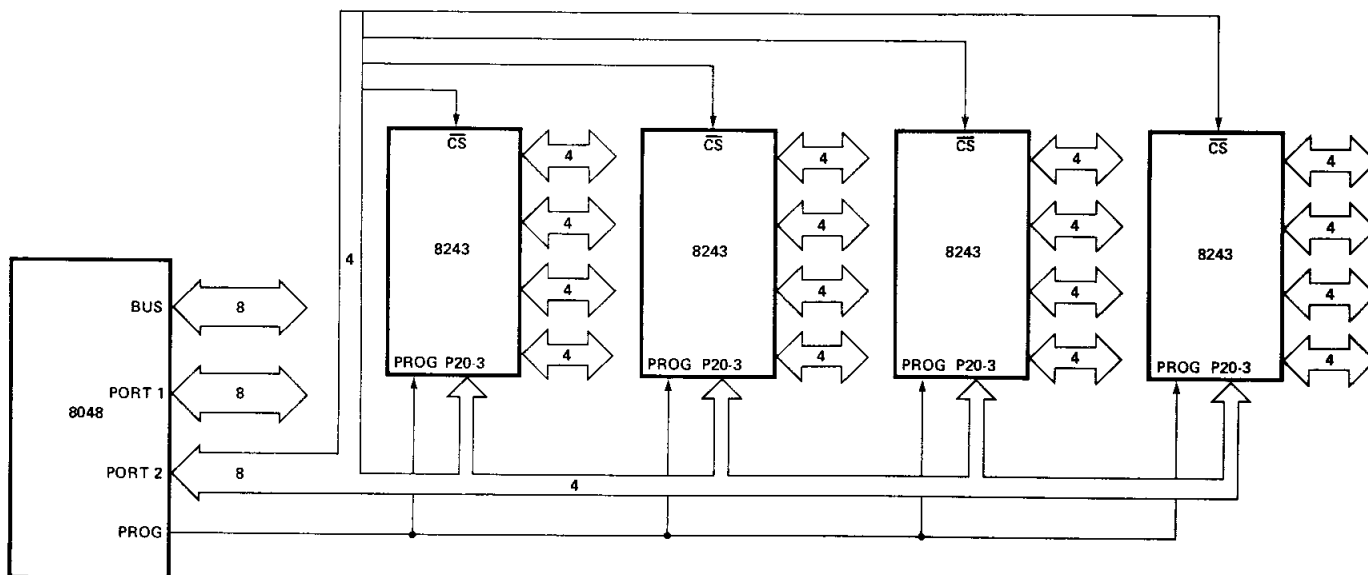 CS CS CS CS
4 4 4 4
4 4 4 4
8243 8243 8243 8243
4
4 4 4 4
BUS 8
4 4 4 4
PROG P20-3 PROG P20-3 PROG P20-3 PROG P20-3
PORT 1 8
8048
PORT 2 8
4
PROG